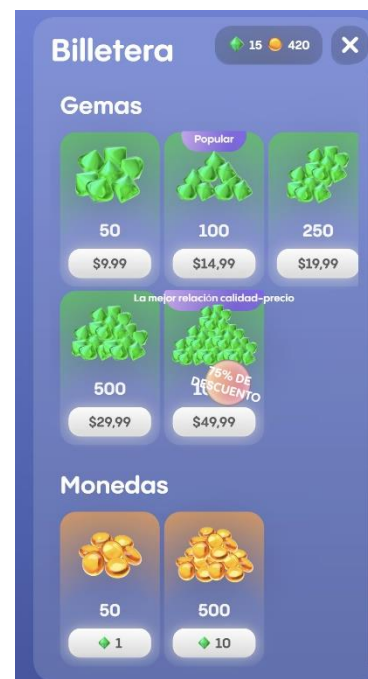 Billetera
15 420
Gemas
Popular
50
100
250
$9.99
$14,99
$19,99
La mejor relación calidad-precio
75% DE
DESCUENTO
500
$29,99
$49,99
Monedas
50
500
1
10